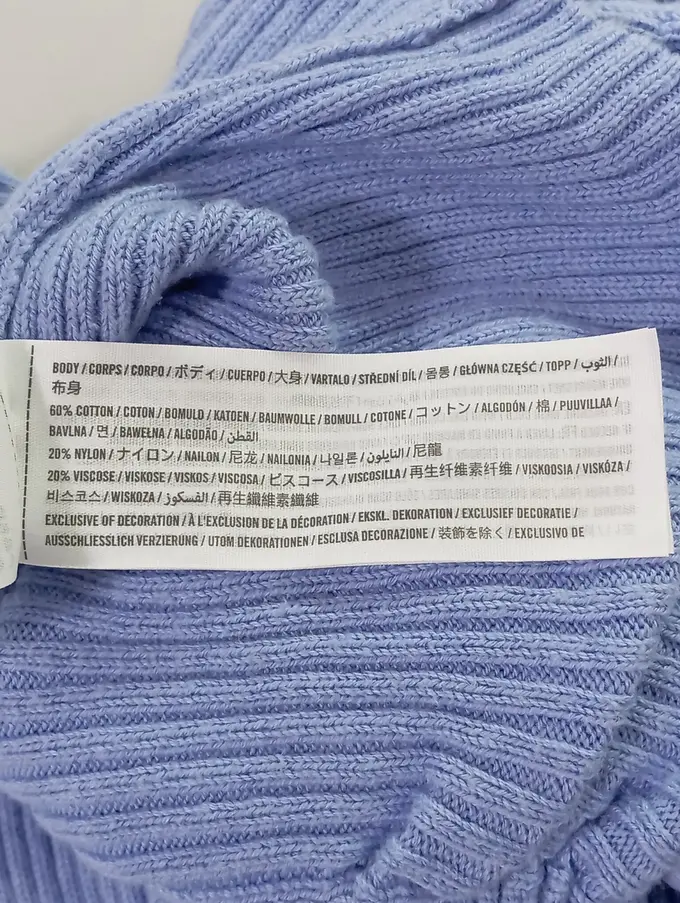 BODY / CORPS / CORPO / ボディ / CUERPO / 大身 / VARTALO / STŘEDNÍ DÍL / 몸통 / GŁÓWNA CZĘŚĆ / TOPP / الثوب /
布身
60% COTTON / COTON / BOMULD / KATOEN / BAUMWOLLE / BOMULL / COTONE / コットン / ALGODÓN / 棉 / PUUVILLAA /
BAVLNA / 면 / BAWEŁNA / ALGODÃO / القطن
20% NYLON / ナイロン / NAILON / 尼龙 / NAILONIA / 나일론 / النايلون / 尼龍
20% VISCOSE / VISKOSE / VISKOS / VISCOSA / ビスコース / VISCOSILLA / 再生纤维素纤维 / VISKOOSIA / VISKÓZA /
비스코스 / WISKOZA / الفسكوز / 再生纖維素纖維
EXCLUSIVE OF DECORATION / À L'EXCLUSION DE LA DÉCORATION / EKSKL. DEKORATION / EXCLUSIEF DECORATIE /
AUSSCHLIESSLICH VERZIERUNG / UTOM DEKORATIONEN / ESCLUSA DECORAZIONE / 装飾を除く / EXCLUSIVO DE